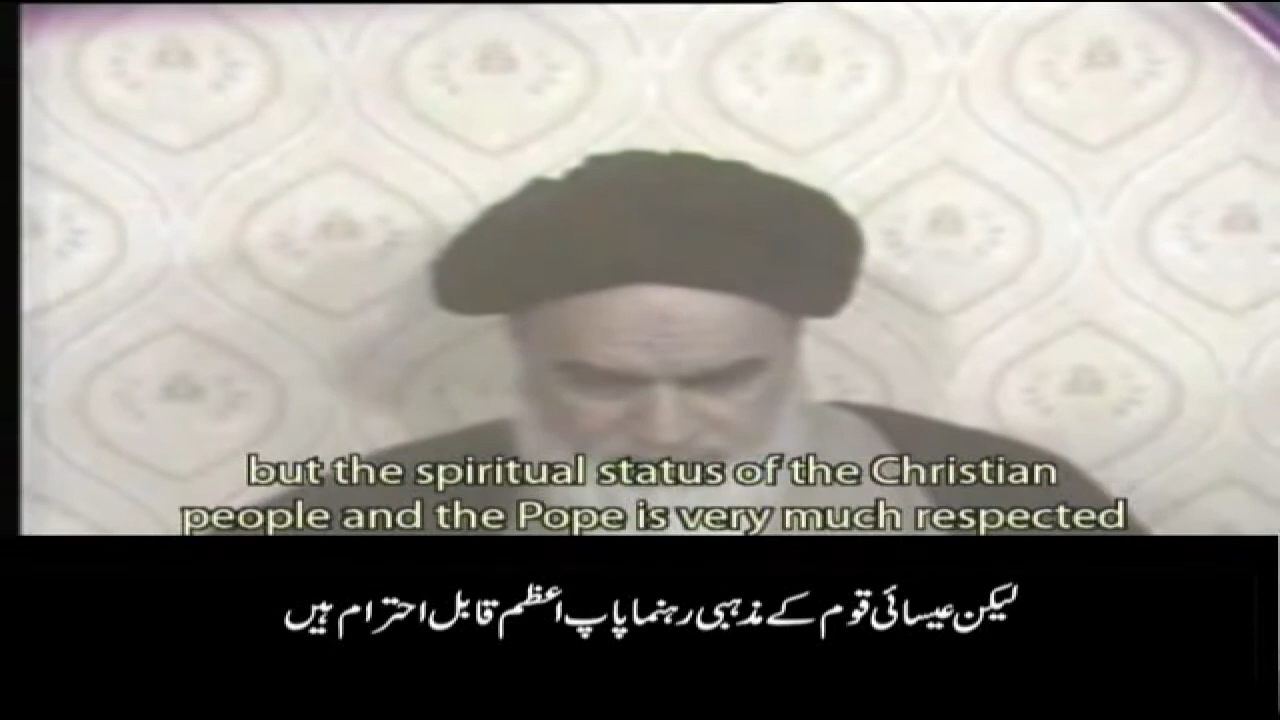 but the spiritual status of the Christian
people and the Pope is very much respected
لیکن عیسائی قوم کے مذہبی رہنما پاپ اعظم قابل احترام ہیں